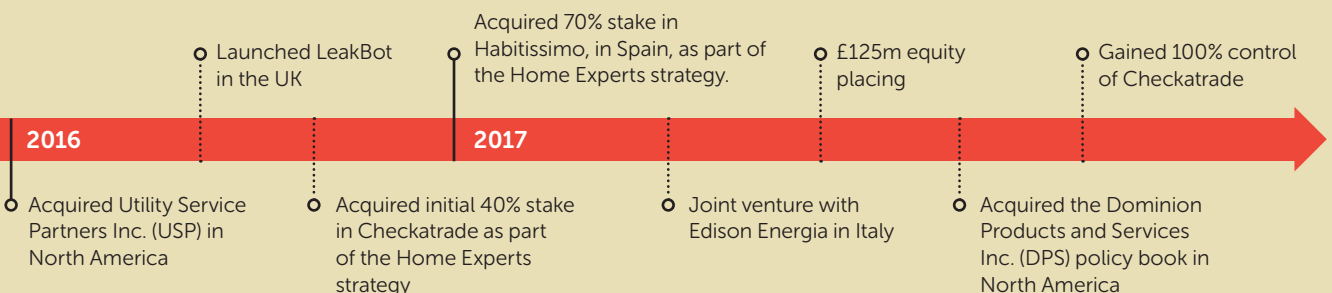 Launched LeakBot
in the UK
Acquired 70% stake in
Habitissimo, in Spain, as part of
the Home Experts strategy.
£125m equity
placing
Gained 100% control
of Checkatrade
2016
2017
Acquired Utility Service
Partners Inc. (USP) in
North America
Acquired initial 40% stake
in Checkatrade as part
of the Home Experts
strategy
Joint venture with
Edison Energia in Italy
Acquired the Dominion
Products and Services
Inc. (DPS) policy book in
North America